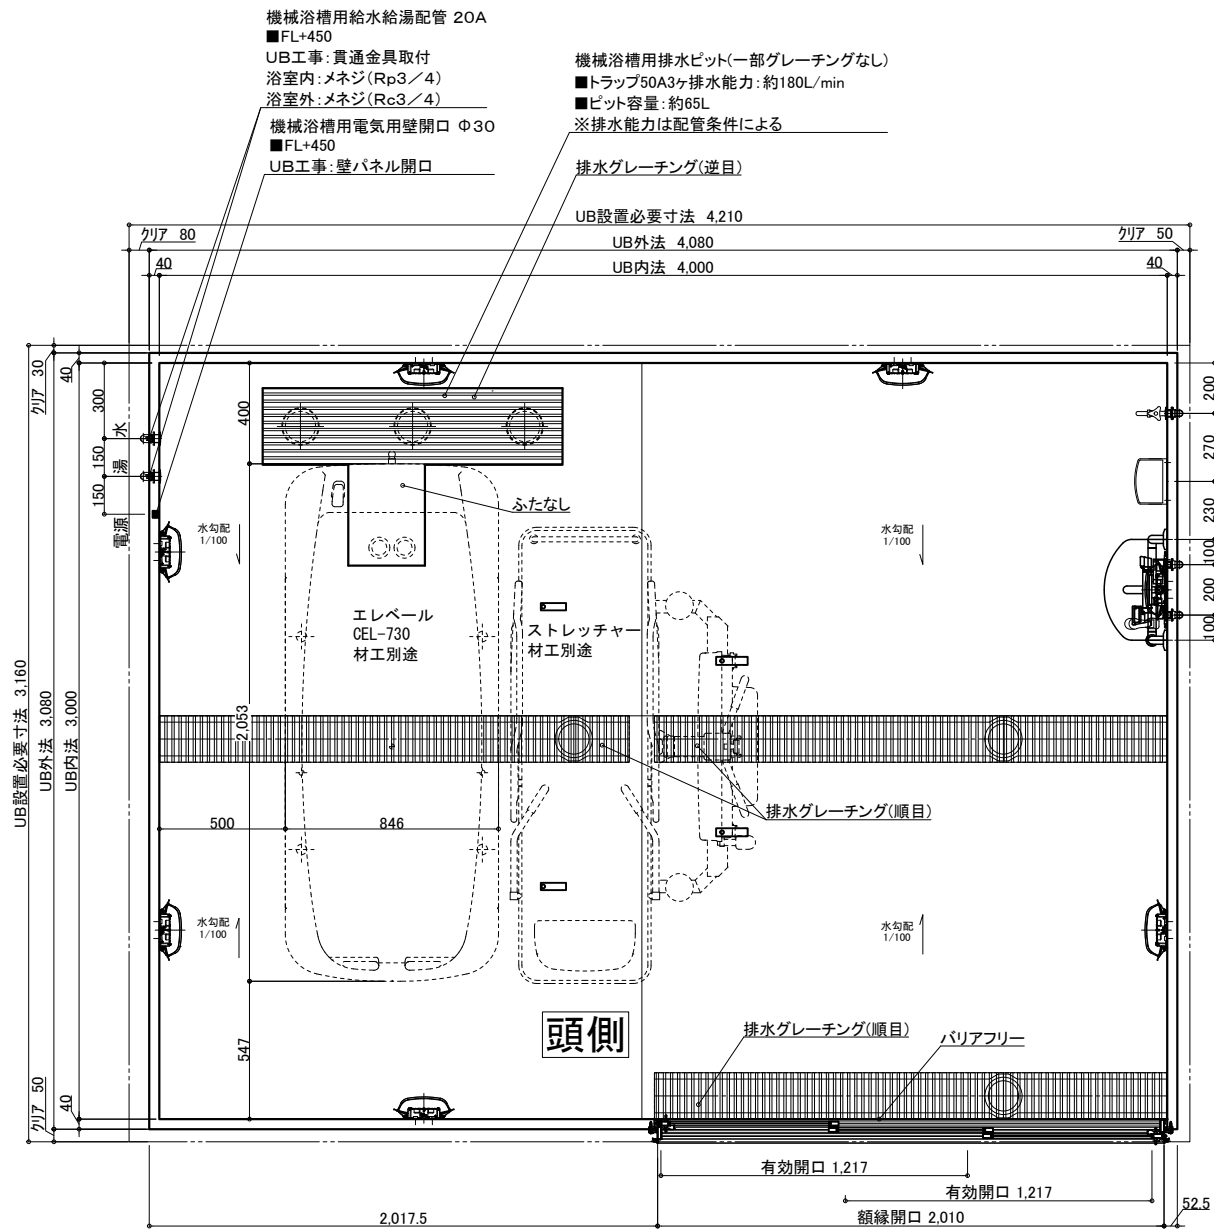 機械浴槽用給水給湯配管 20A
■FL+450
UB工事:貫通金具取付
浴室内:メネジ(Rp3/4)
浴室外:メネジ(Rc3/4)
機械浴槽用電気用壁開口 Φ30
■FL+450
UB工事:壁パネル開口
機械浴槽用排水ピット(一部グレーチングなし)
■トラップ50A3ヶ排水能力:約180L/min
■ピット容量:約65L
※排水能力は配管条件による
排水グレーチング(逆目)
UB設置必要寸法 4,210
クリア 80
UB外法 4,080
クリア 50
40
UB内法 4,000
40
クリア 30
40
300
150
150
水
湯
電源
400
200
270
230
100
200
100
ふたなし
水勾配
1/100
水勾配
1/100
エレベール
CEL-730
材工別途
ストレッチャー
材工別途
UB設置必要寸法 3,160
UB外法 3,080
UB内法 3,000
2,053
500
846
排水グレーチング(順目)
水勾配
1/100
水勾配
1/100
頭側
547
排水グレーチング(順目)
バリアフリー
クリア 50
40
有効開口 1,217
有効開口 1,217
2,017.5
額縁開口 2,010
52.5